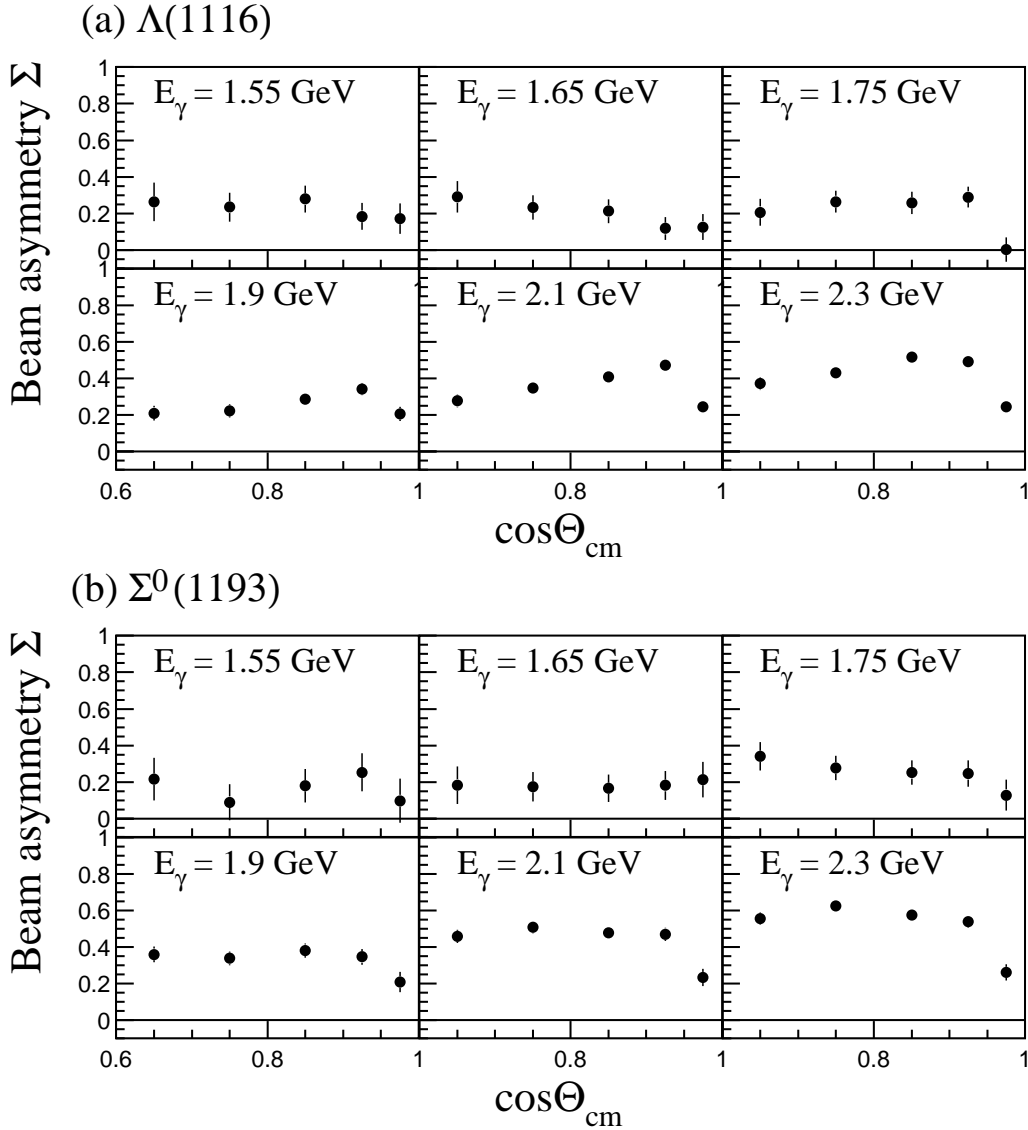 (a) Λ(1116)
Beam asymmetry Σ
1
0.8
0.6
0.4
0.2
0
E_γ = 1.55 GeV
E_γ = 1.65 GeV
E_γ = 1.75 GeV
1
0.8
0.6
0.4
0.2
0
E_γ = 1.9 GeV
E_γ = 2.1 GeV
E_γ = 2.3 GeV
0.6 0.8 1 0.8 1 0.8 1
cosΘ_cm
(b) Σ⁰(1193)
Beam asymmetry Σ
1
0.8
0.6
0.4
0.2
0
E_γ = 1.55 GeV
E_γ = 1.65 GeV
E_γ = 1.75 GeV
0.8
0.6
0.4
0.2
0
E_γ = 1.9 GeV
E_γ = 2.1 GeV
E_γ = 2.3 GeV
0.6 0.8 1 0.8 1 0.8 1
cosΘ_cm